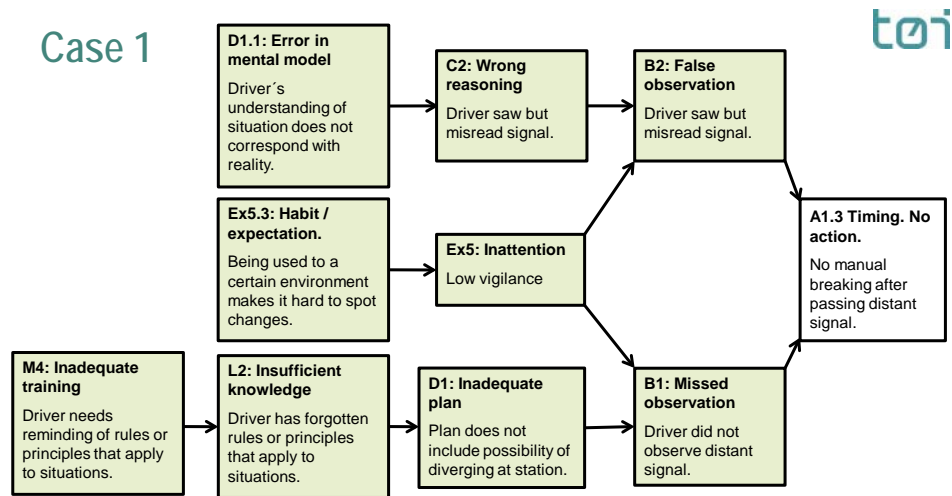 Case 1
tøi
D1.1: Error in
mental model
Driver´s
understanding of
situation does not
correspond with
reality.
C2: Wrong
reasoning
Driver saw but
misread signal.
B2: False
observation
Driver saw but
misread signal.
Ex5.3: Habit /
expectation.
Being used to a
certain environment
makes it hard to spot
changes.
Ex5: Inattention
Low vigilance
A1.3 Timing. No
action.
No manual
breaking after
passing distant
signal.
M4: Inadequate
training
Driver needs
reminding of rules or
principles that apply
to situations.
L2: Insufficient
knowledge
Driver has forgotten
rules or principles
that apply to
situations.
D1: Inadequate
plan
Plan does not
include possibility of
diverging at station.
B1: Missed
observation
Driver did not
observe distant
signal.